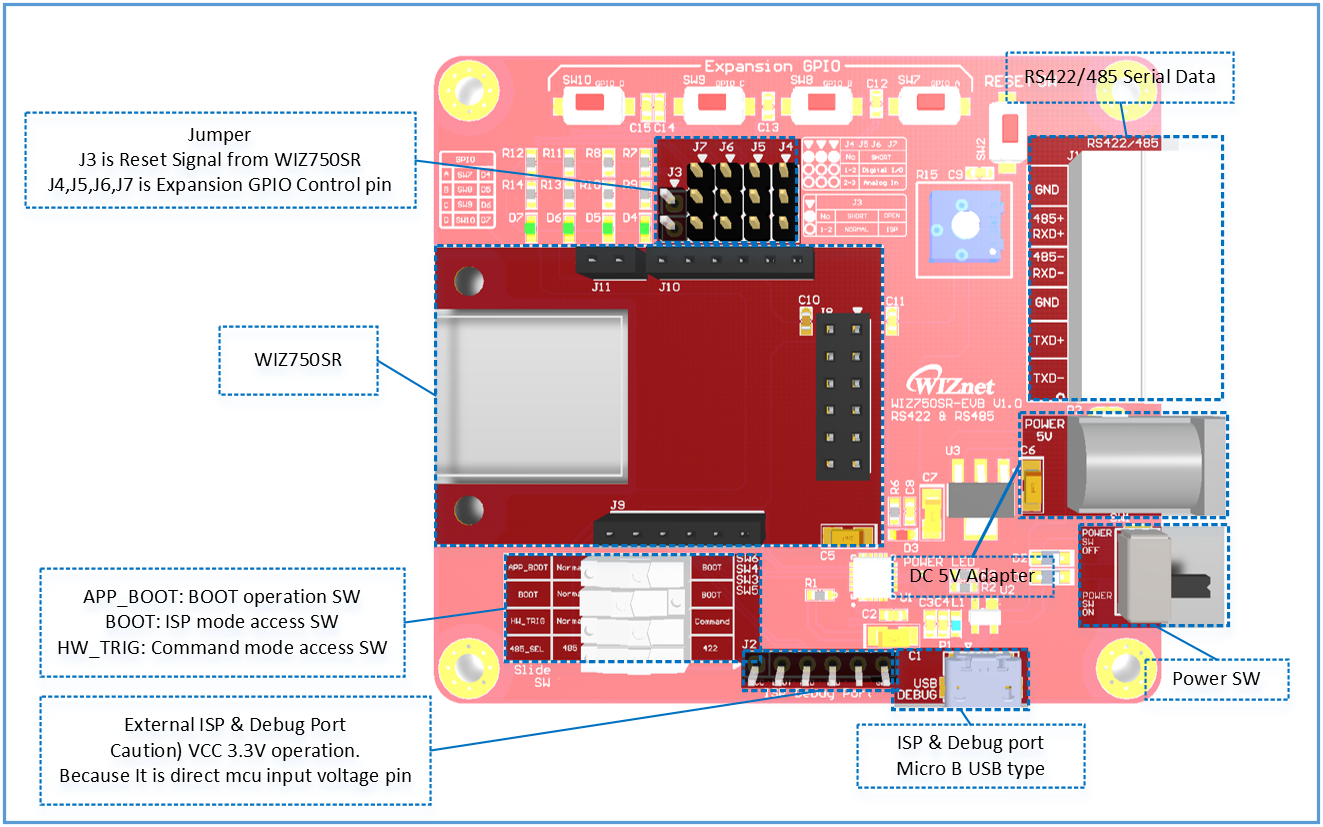 Expansion GPIO
SW10 GPIO_D
SW9 GPIO_C
SW8 GPIO_B
SW7 GPIO_A
C15 C14
C13
C12
RESET SW
SW2
RS422/485 Serial Data
RS422/485
Jumper
J3 is Reset Signal from WIZ750SR
J4,J5,J6,J7 is Expansion GPIO Control pin
GPIO
A SW7 D4
B SW8 D5
C SW9 D6
D SW10 D7
R12 R11 R8 R7
R14 R13 R10 R9
D7 D6 D5 D4
J3 J7 J6 J5 J4
J4 J5 J6 J7
No SHORT
1-2 Digital I/O
2-3 Analog In
J3
No SHORT OPEN
1-2 NORMAL ISP
C9
R15
J1
GND
485+
RXD+
485-
RXD-
GND
TXD+
TXD-
J11 J10
C10
J8
C11
WIZ750SR
WIZnet
WIZ750SR-EVB V1.0
RS422 & RS485
POWER
5V
C6
U3
C7
R6 C8
D3
J9
C5
POWER LED
DC 5V Adapter
D2
R2
U2
POWER
SW
OFF
POWER
SW
ON
Power SW
APP_BOOT: BOOT operation SW
BOOT: ISP mode access SW
HW_TRIG: Command mode access SW
APP_BOOT Norma BOOT
BOOT Norma BOOT
HW_TRIG Norma Command
485_SEL 485 422
SW6
SW4
SW3
SW5
Slide
SW
R1
C2
C3 C4 L1
C1
P1
J2
ISP Debug Port
USB
DEBUG
External ISP & Debug Port
Caution) VCC 3.3V operation.
Because It is direct mcu input voltage pin
ISP & Debug port
Micro B USB type